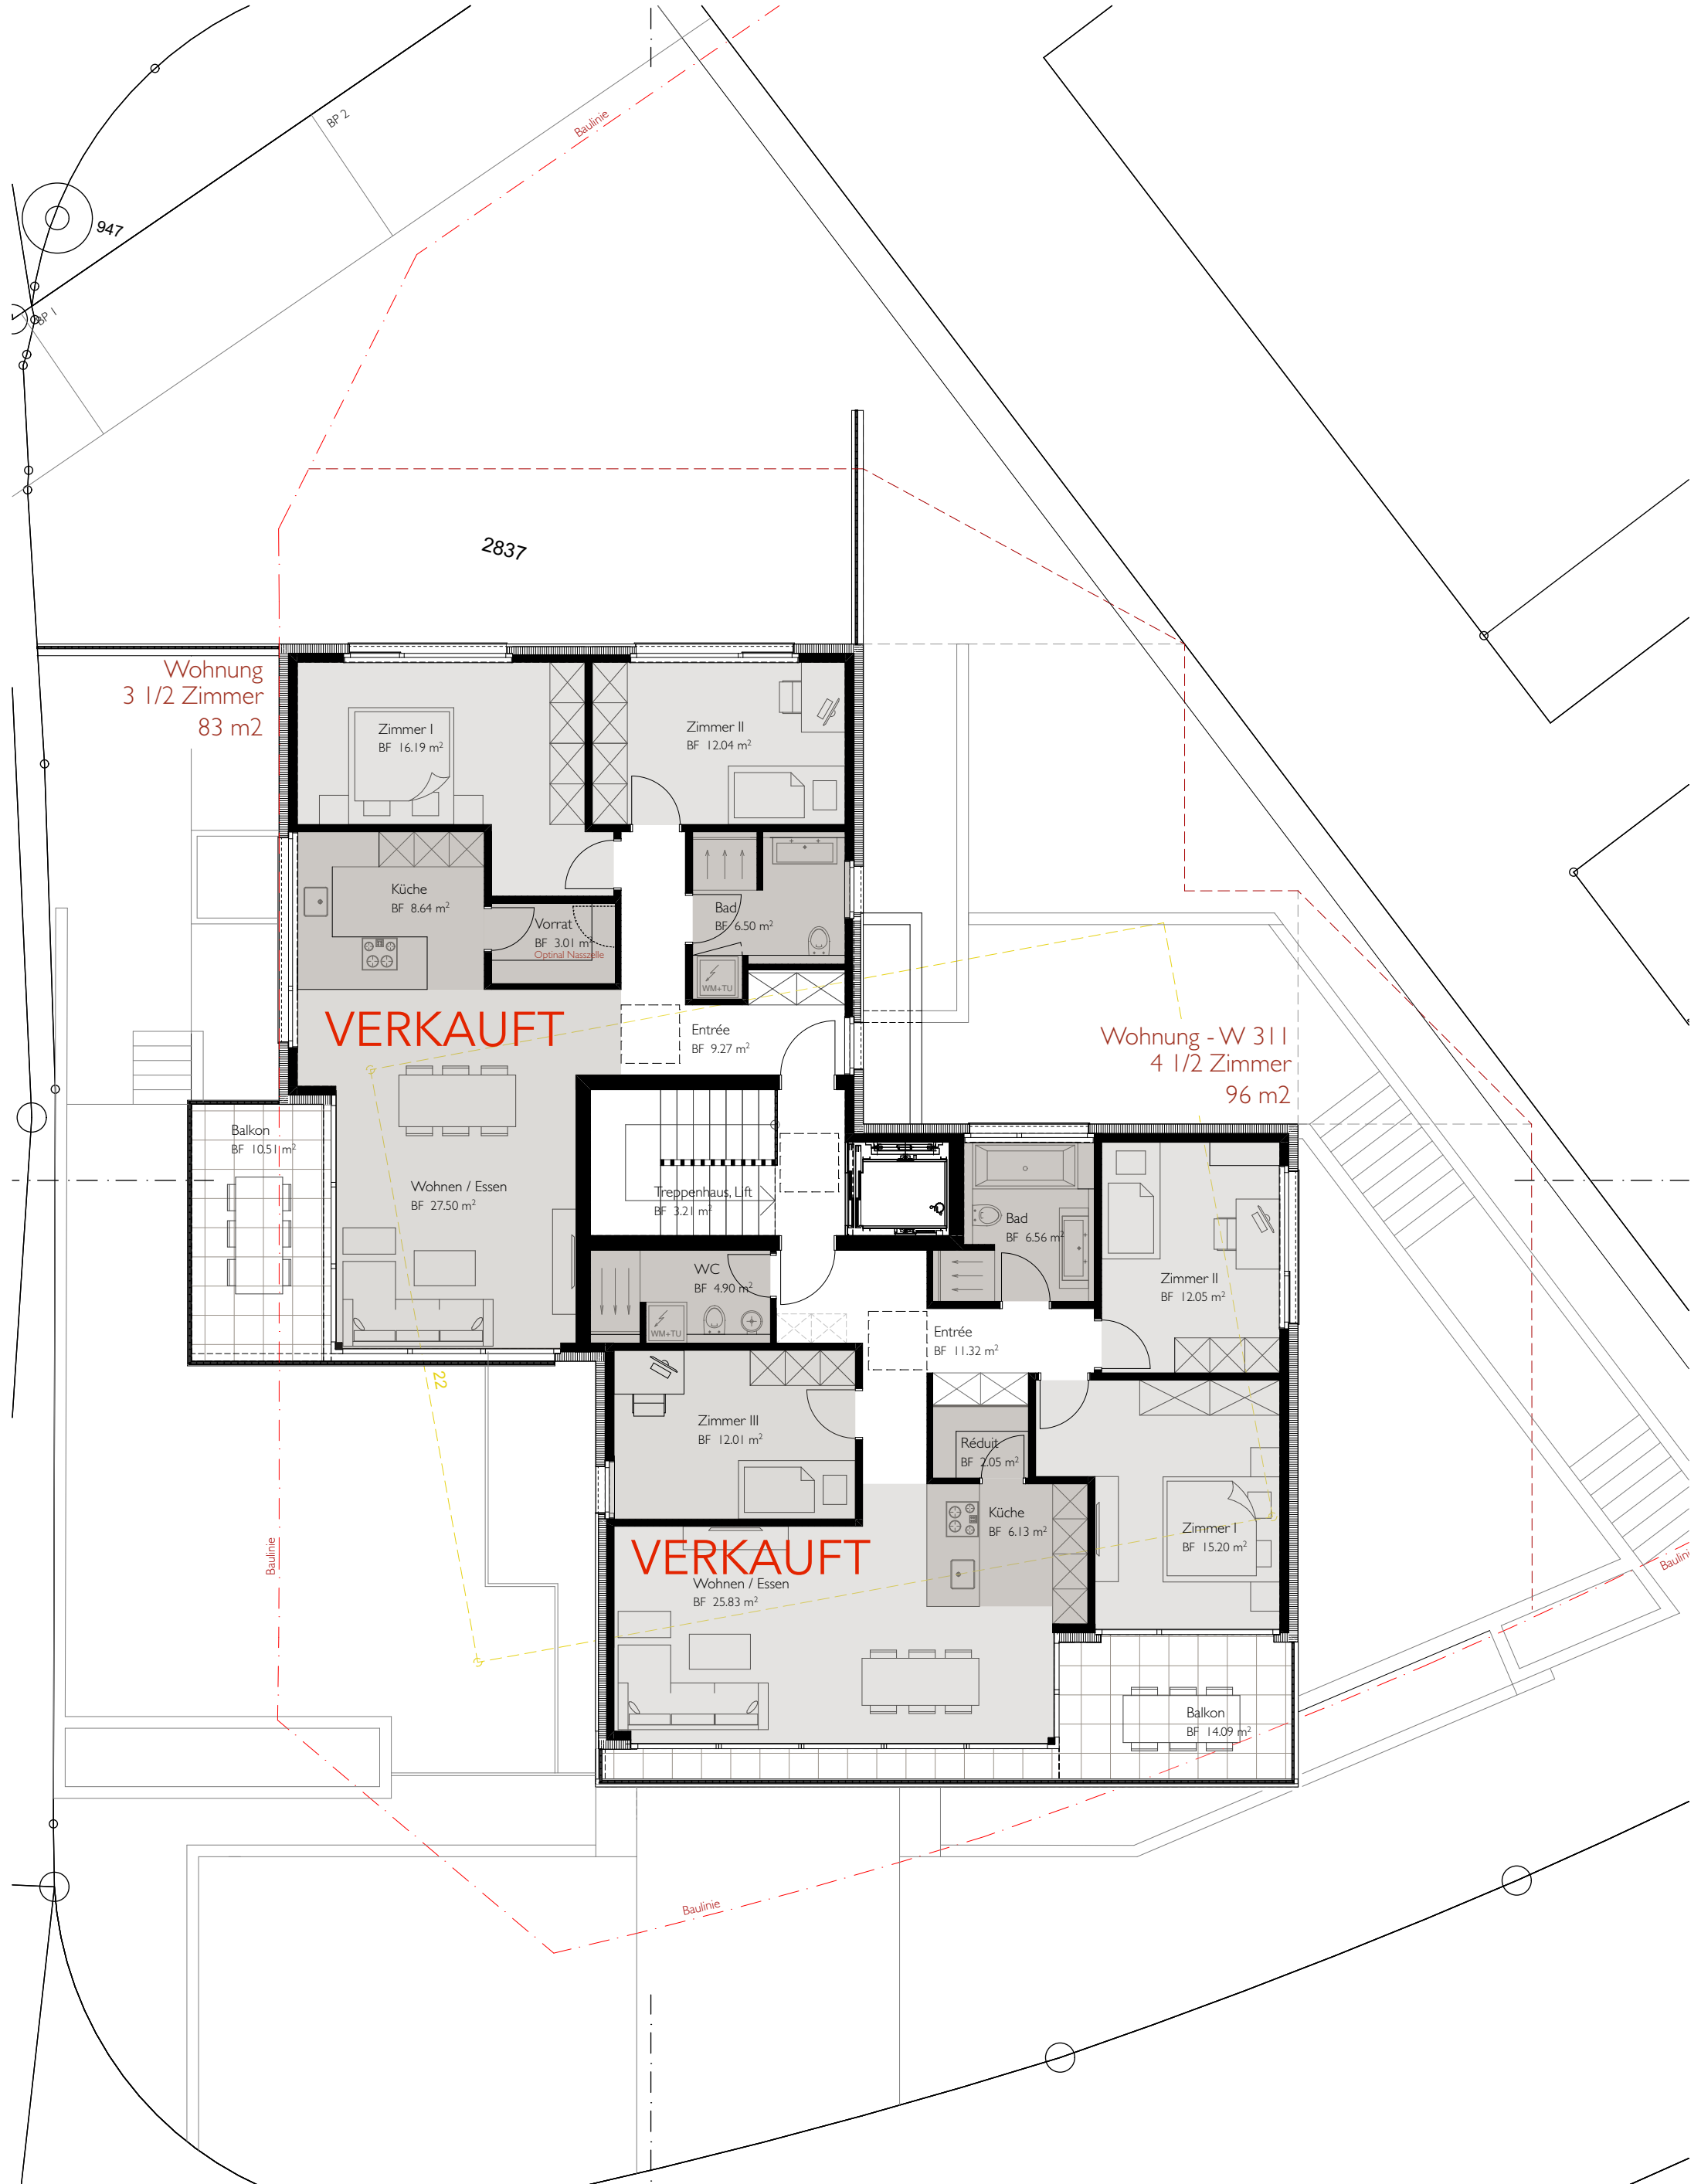 BP 2
Baulinie
947
BP 1
2837
Wohnung
3 1/2 Zimmer
83 m2
Zimmer I
BF 16.19 m²
Zimmer II
BF 12.04 m²
Küche
BF 8.64 m²
Vorrat
BF 3.01 m²
Optinal Nasszelle
Bad
BF 6.50 m²
WM+TU
VERKAUFT
Entrée
BF 9.27 m²
Wohnung - W 311
4 1/2 Zimmer
96 m2
Balkon
BF 10.51 m²
Wohnen / Essen
BF 27.50 m²
Treppenhaus, Lift
BF 3.21 m²
Bad
BF 6.56 m²
WC
BF 4.90 m²
WM+TU
Zimmer II
BF 12.05 m²
Entrée
BF 11.32 m²
22
Zimmer III
BF 12.01 m²
Réduit
BF 2.05 m²
Küche
BF 6.13 m²
Zimmer I
BF 15.20 m²
VERKAUFT
Wohnen / Essen
BF 25.83 m²
Baulinie
Baulini
Balkon
BF 14.09 m²
Baulinie